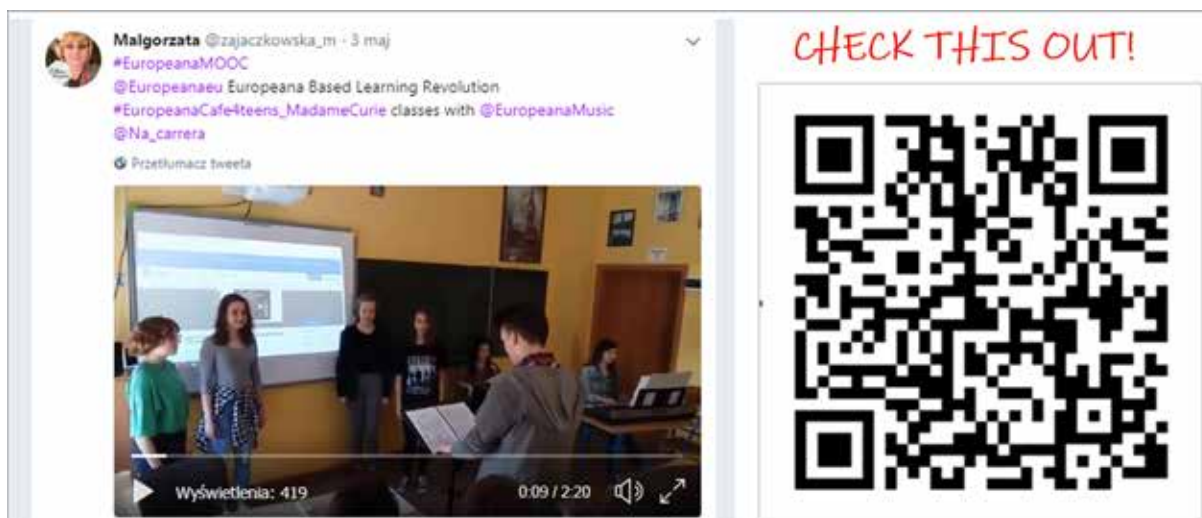 Malgorzata @zajaczkowska_m · 3 maj
#EuropeanaMOOC
@Europeanaeu Europeana Based Learning Revolution
#EuropeanaCafe4teens_MadameCurie classes with @EuropeanaMusic
@Na_carrera
Przetłumacz tweeta
Wyświetlenia: 419
0:09 / 2:20
CHECK THIS OUT!